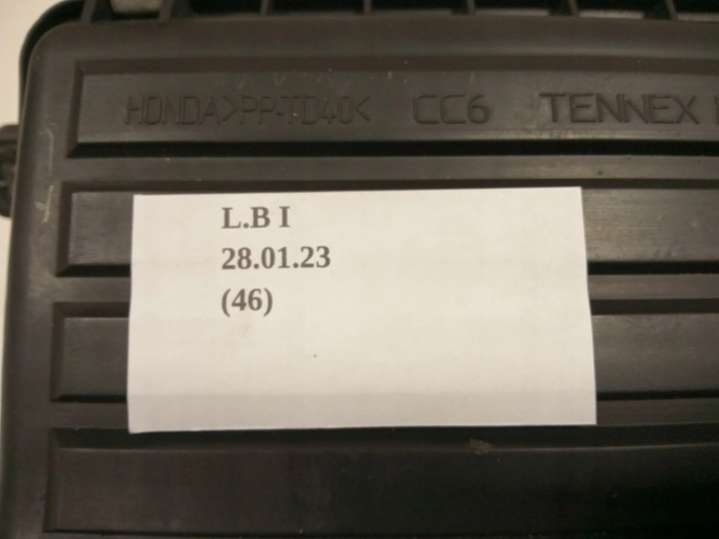 HONDA>PP-TD40< CC6 TENNEX
L.B I
28.01.23
(46)